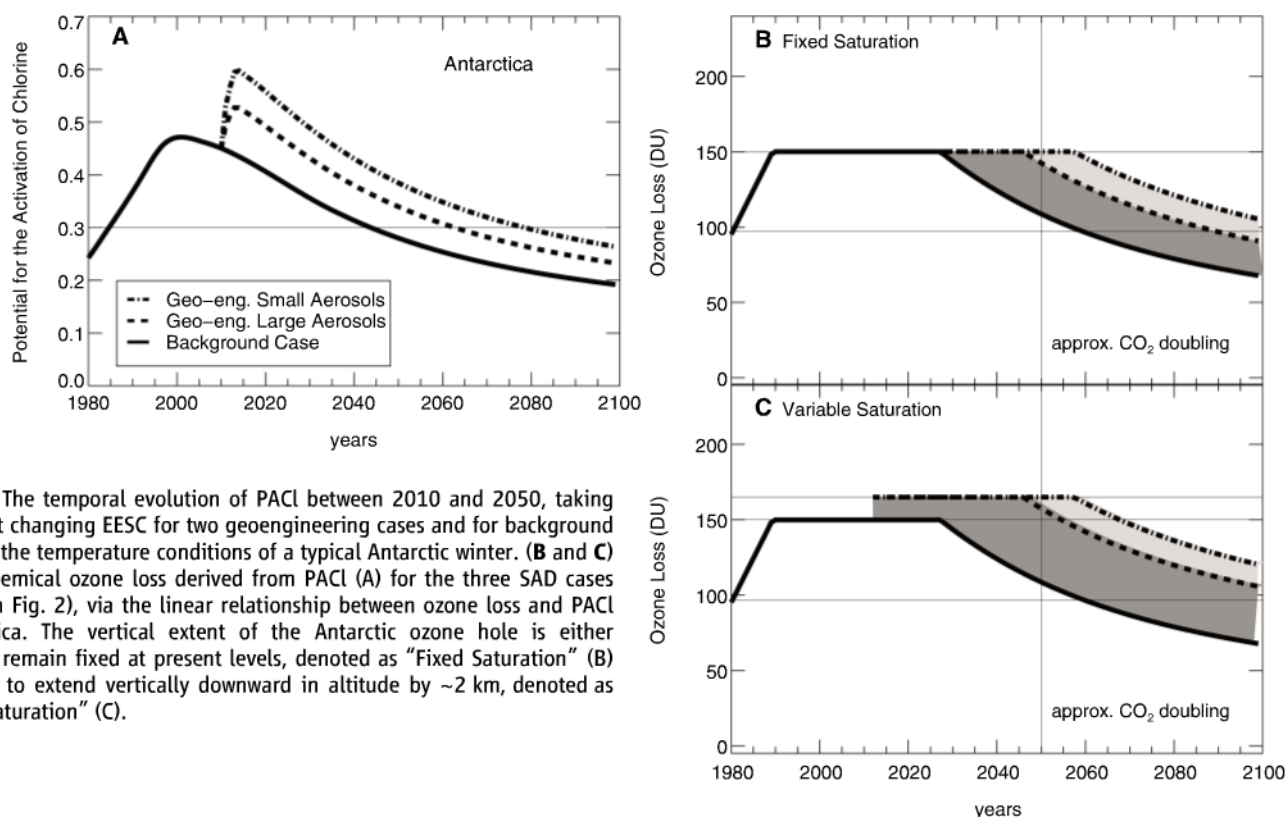 A
Antarctica
Potential for the Activation of Chlorine
0.7
0.6
0.5
0.4
0.3
0.2
0.1
0.0
Geo-eng. Small Aerosols
Geo-eng. Large Aerosols
Background Case
1980 2000 2020 2040 2060 2080 2100
years
The temporal evolution of PACl between 2010 and 2050, taking
t changing EESC for two geoengineering cases and for background
the temperature conditions of a typical Antarctic winter. (B and C)
emical ozone loss derived from PACl (A) for the three SAD cases
n Fig. 2), via the linear relationship between ozone loss and PACl
ica. The vertical extent of the Antarctic ozone hole is either
remain fixed at present levels, denoted as “Fixed Saturation” (B)
to extend vertically downward in altitude by ~2 km, denoted as
aturation” (C).
B Fixed Saturation
Ozone Loss (DU)
200
150
100
50
0
approx. CO₂ doubling
C Variable Saturation
Ozone Loss (DU)
200
150
100
50
0
approx. CO₂ doubling
1980 2000 2020 2040 2060 2080 2100
years